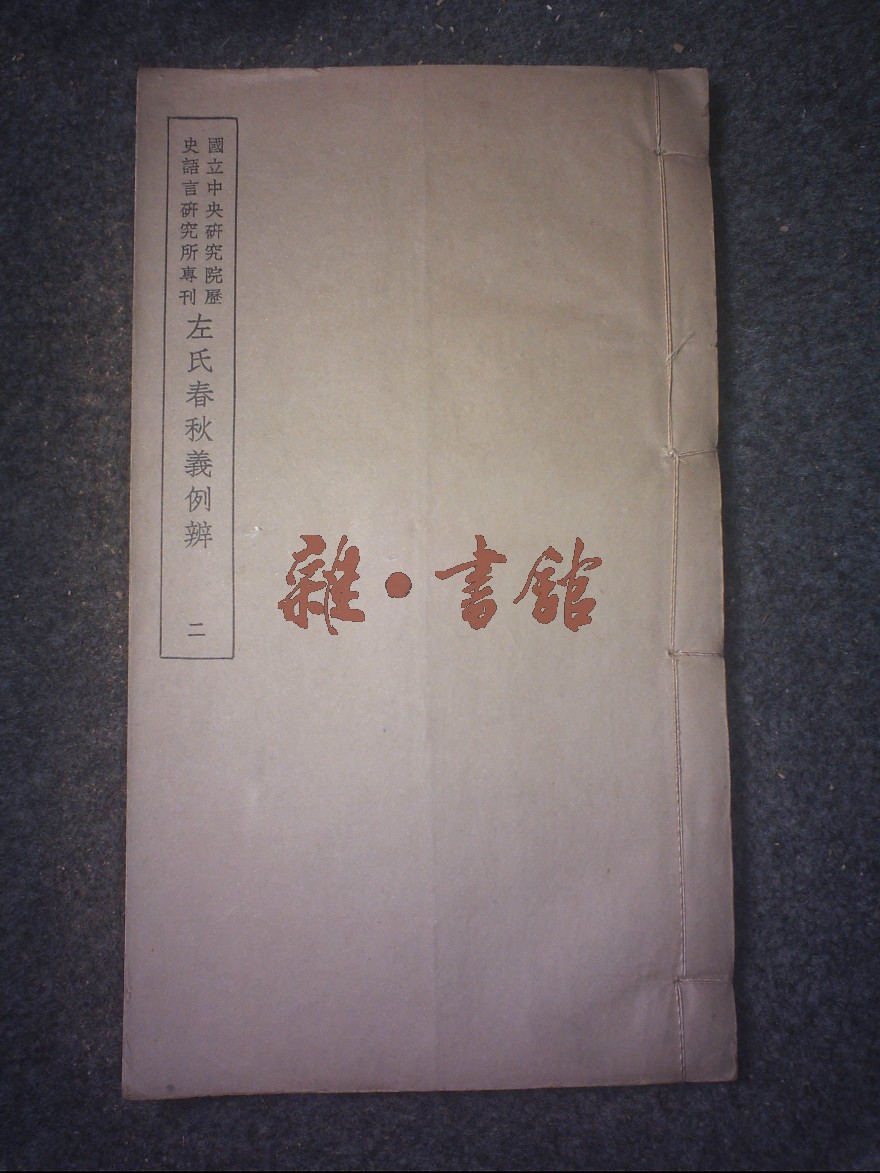 國立中央研究院歷
史語言研究所專刊
左氏春秋義例辨 二
雜·書館